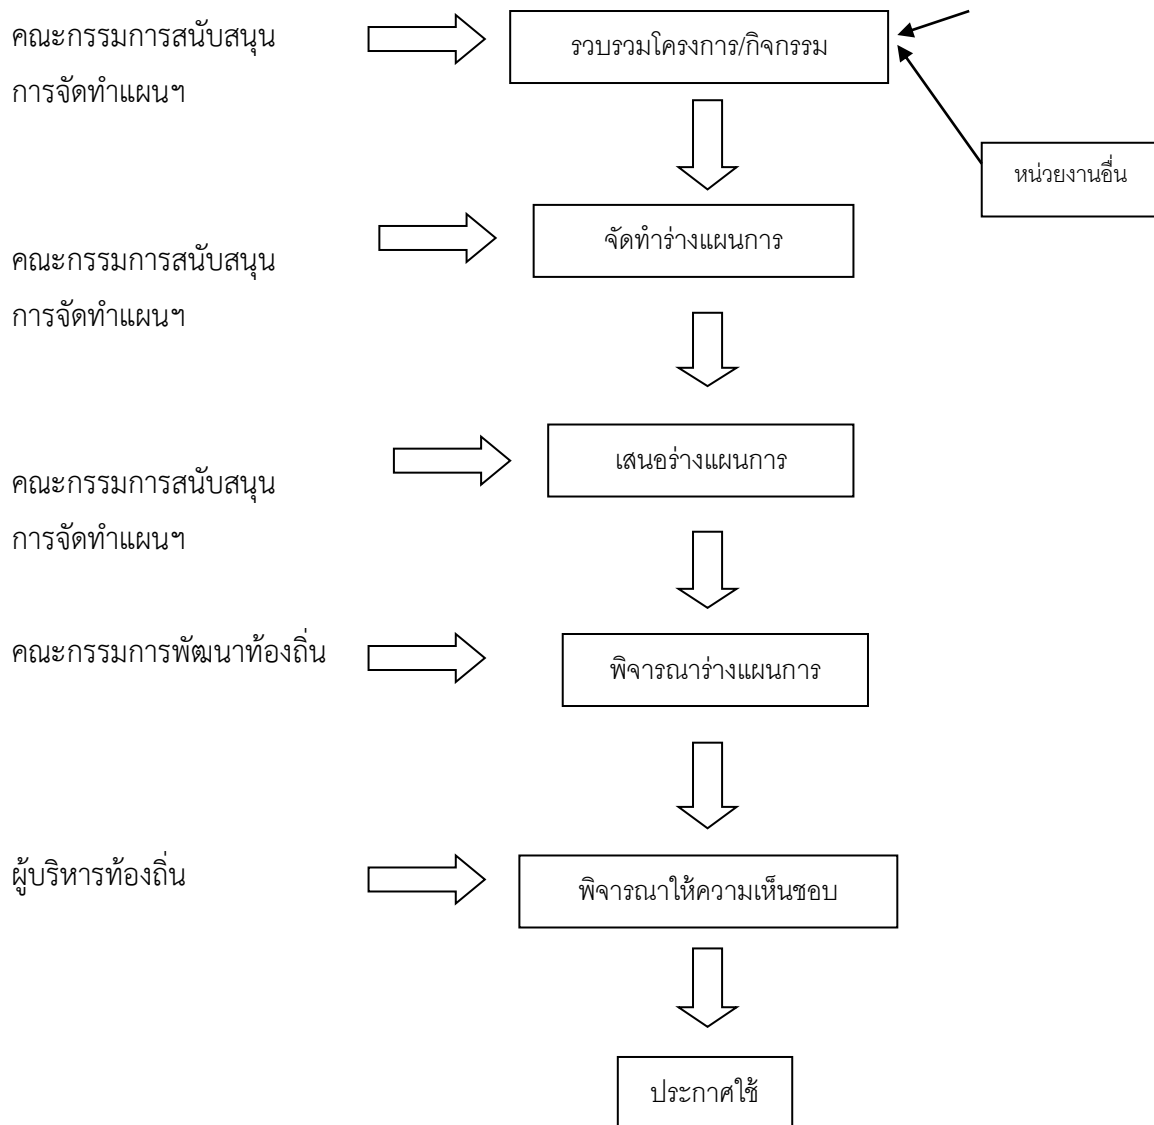 คณะกรรมการสนับสนุน
การจัดทำแผนฯ
รวบรวมโครงการ/กิจกรรม
หน่วยงานอื่น
คณะกรรมการสนับสนุน
การจัดทำแผนฯ
จัดทำร่างแผนการ
คณะกรรมการสนับสนุน
การจัดทำแผนฯ
เสนอร่างแผนการ
คณะกรรมการพัฒนาท้องถิ่น
พิจารณาร่างแผนการ
ผู้บริหารท้องถิ่น
พิจารณาให้ความเห็นชอบ
ประกาศใช้